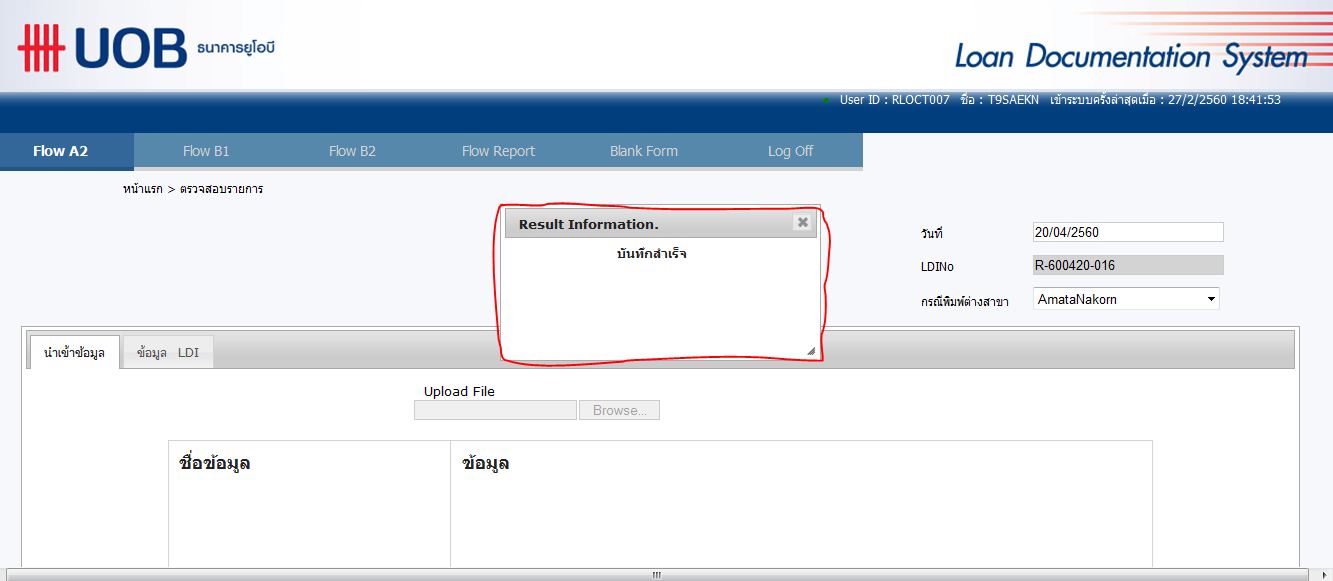 UOB ธนาคารยูโอบี
Loan Documentation System
User ID : RLOCT007 ชื่อ : T9SAEKN เข้าระบบครั้งล่าสุดเมื่อ : 27/2/2560 18:41:53
Flow A2 Flow B1 Flow B2 Flow Report Blank Form Log Off
หน้าแรก > ตรวจสอบรายการ
Result Information.
บันทึกสำเร็จ
วันที่ 20/04/2560
LDINo R-600420-016
กรณีพิมพ์ต่างสาขา AmataNakorn
นำเข้าข้อมูล ข้อมูล LDI
Upload File
Browse...
ชื่อข้อมูล ข้อมูล